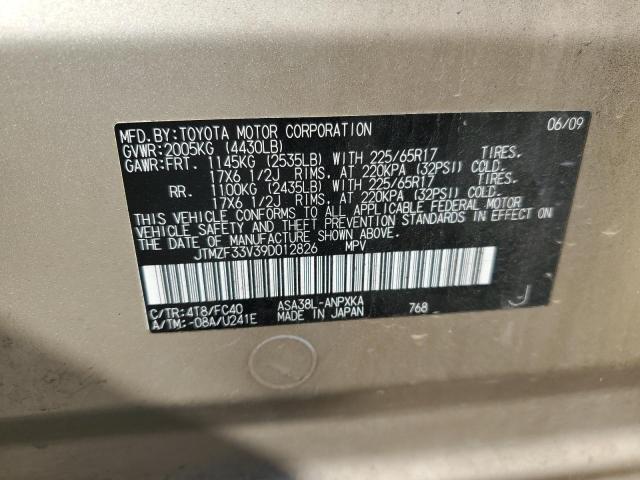 MFD.BY:TOYOTA MOTOR CORPORATION 06/09
GVWR:2005KG (4430LB)
GAWR:FRT. 1145KG (2535LB) WITH 225/65R17 TIRES.
17X6 1/2J RIMS, AT 220KPA (32PSI) COLD.
RR. 1100KG (2435LB) WITH 225/65R17 TIRES.
17X6 1/2J RIMS, AT 220KPA (32PSI) COLD.
THIS VEHICLE CONFORMS TO ALL APPLICABLE FEDERAL MOTOR
VEHICLE SAFETY AND THEFT PREVENTION STANDARDS IN EFFECT ON
THE DATE OF MANUFACTURE SHOWN ABOVE.
JTMZF33V39D012826 MPV
C/TR:4T8/FC40 ASA38L-ANPXKA 768 J
A/TM:-08A/U241E MADE IN JAPAN